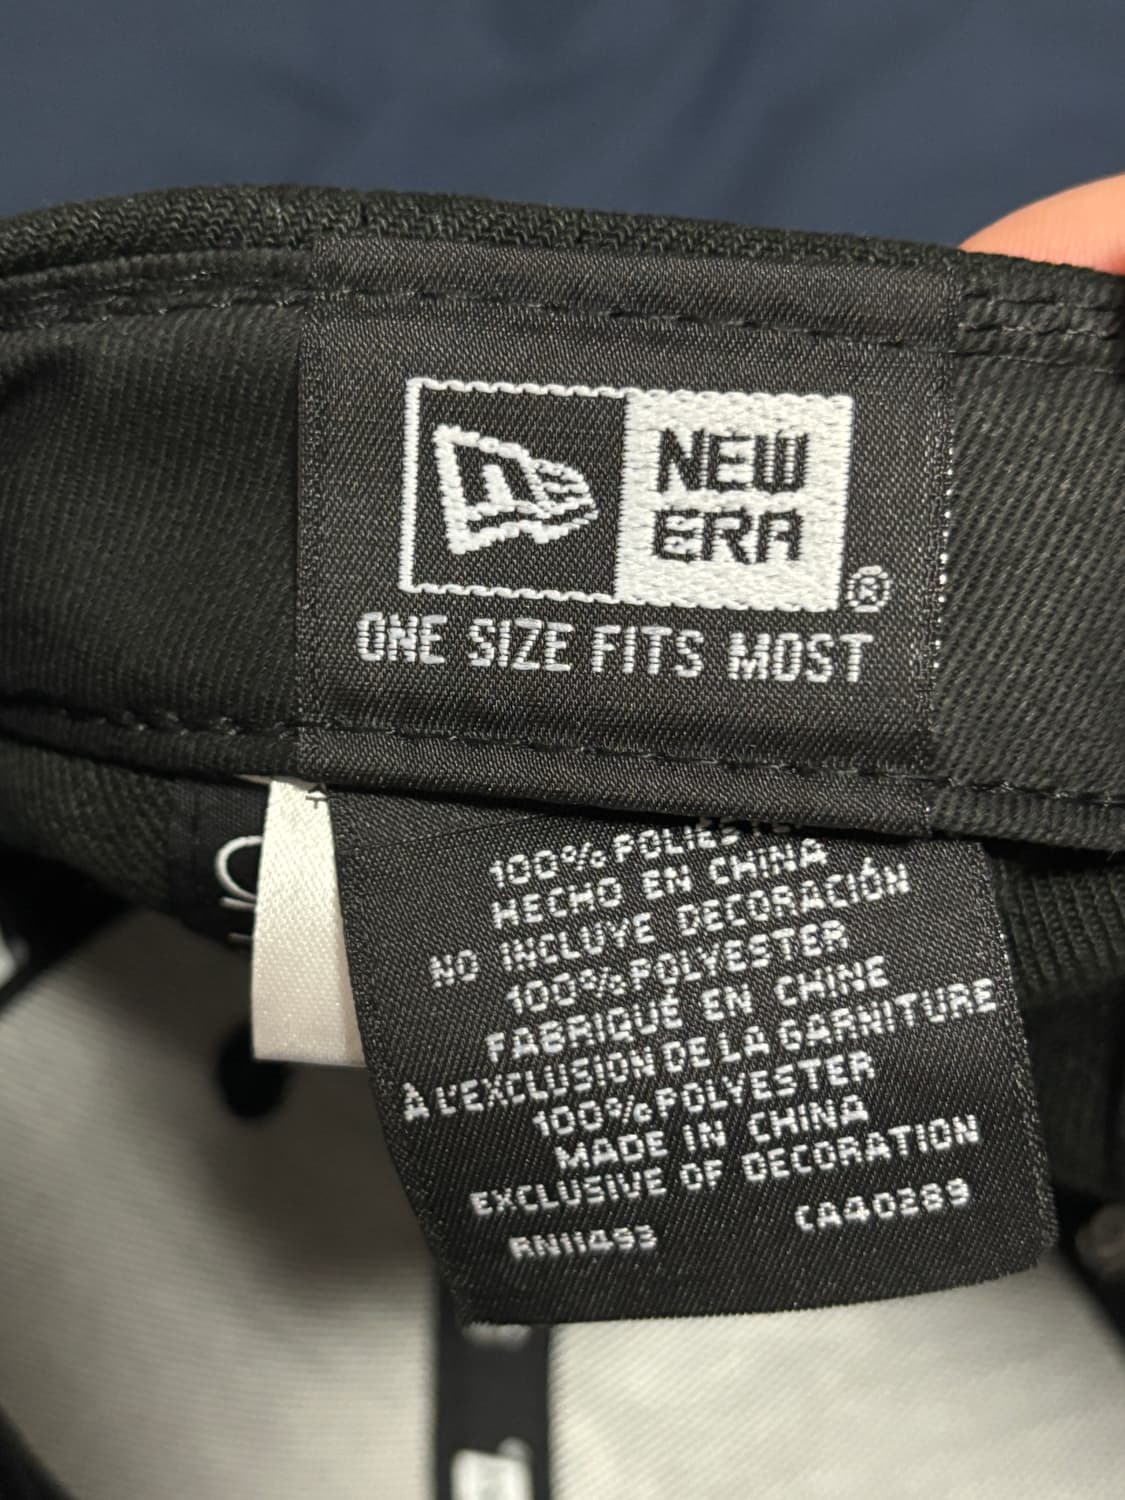 NEW
ERA
®
ONE SIZE FITS MOST
HECHO EN CHINA
NO INCLUYE DECORACIÓN
100% POLYESTER
FABRIQUÉ EN CHINE
À L'EXCLUSION DE LA GARNITURE
100% POLYESTER
MADE IN CHINA
EXCLUSIVE OF DECORATION
RN11493 CA40289